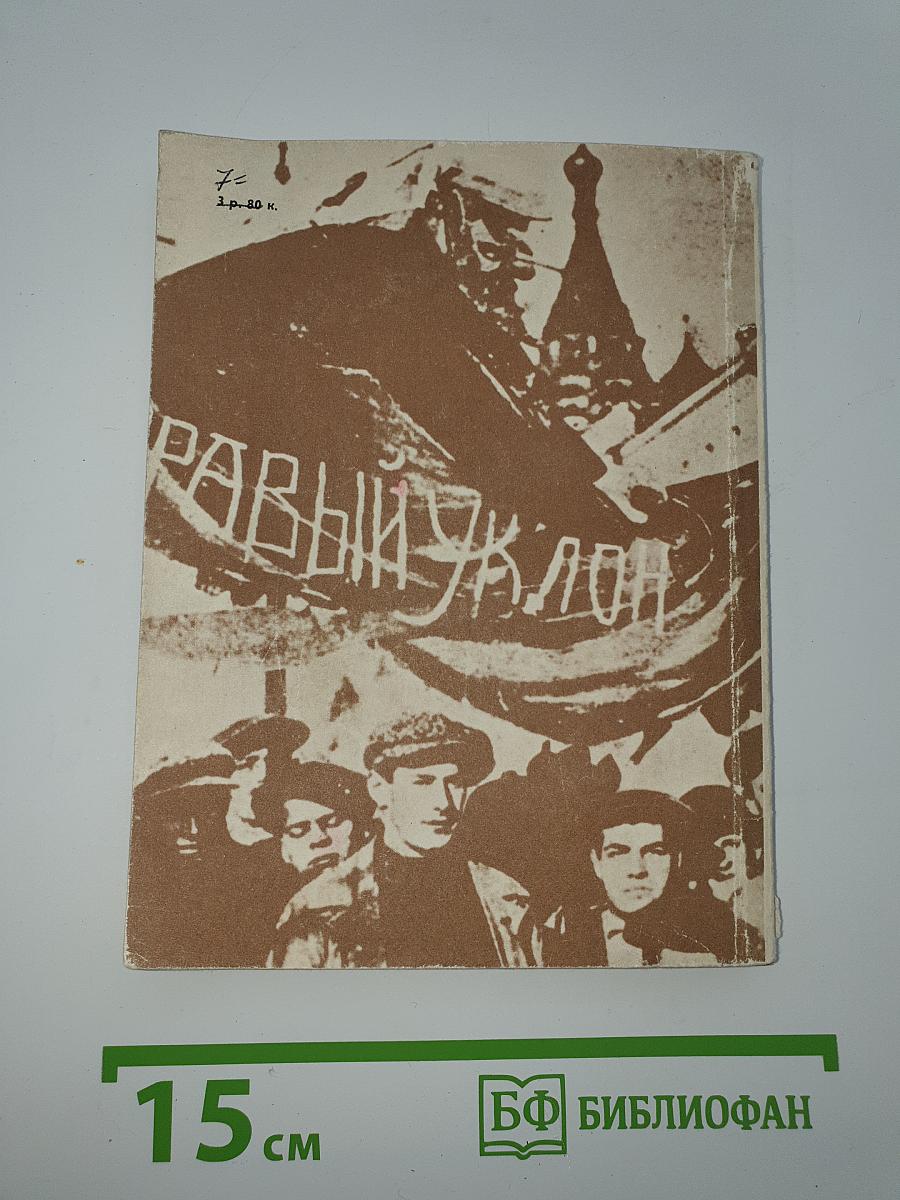 7=
3 р. 80 к.
РАВЫЙ УКЛОН
15 см
БФ БИБЛИОФАН